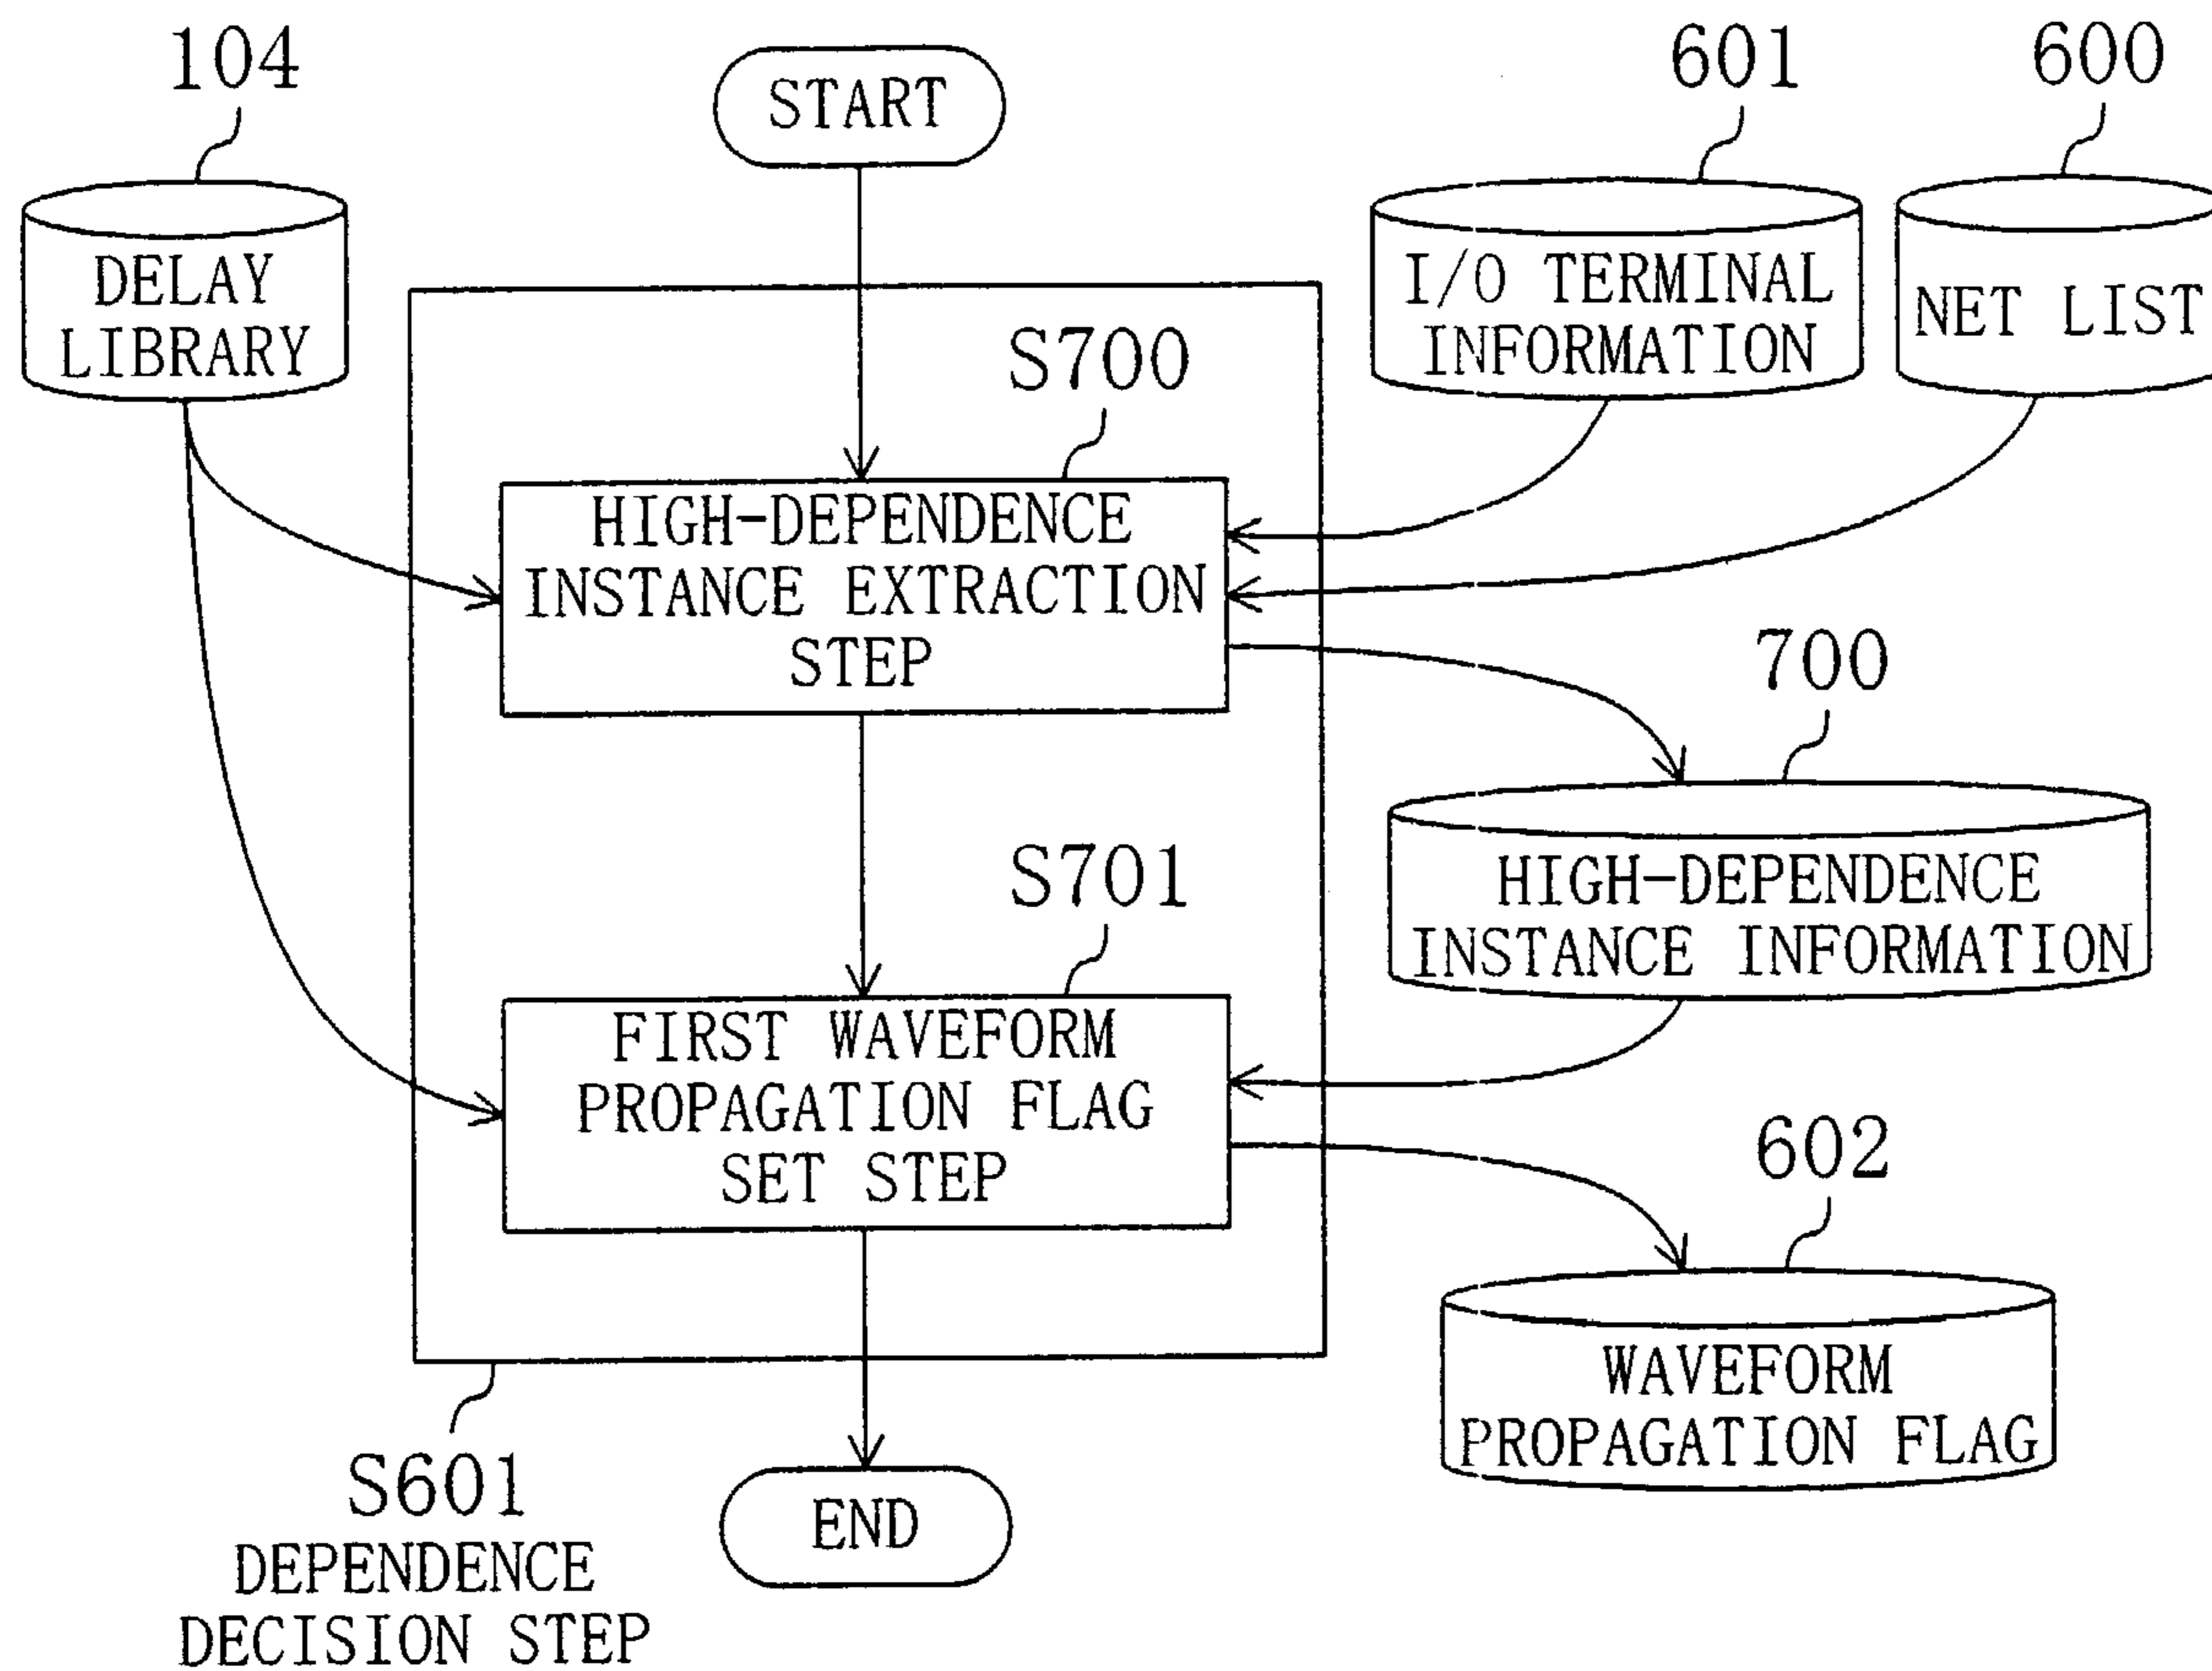 104
START
601
600
DELAY
LIBRARY
I/O TERMINAL
INFORMATION
NET LIST
S700
HIGH-DEPENDENCE
INSTANCE EXTRACTION
STEP
700
HIGH-DEPENDENCE
INSTANCE INFORMATION
S701
FIRST WAVEFORM
PROPAGATION FLAG
SET STEP
602
WAVEFORM
PROPAGATION FLAG
S601
DEPENDENCE
DECISION STEP
END